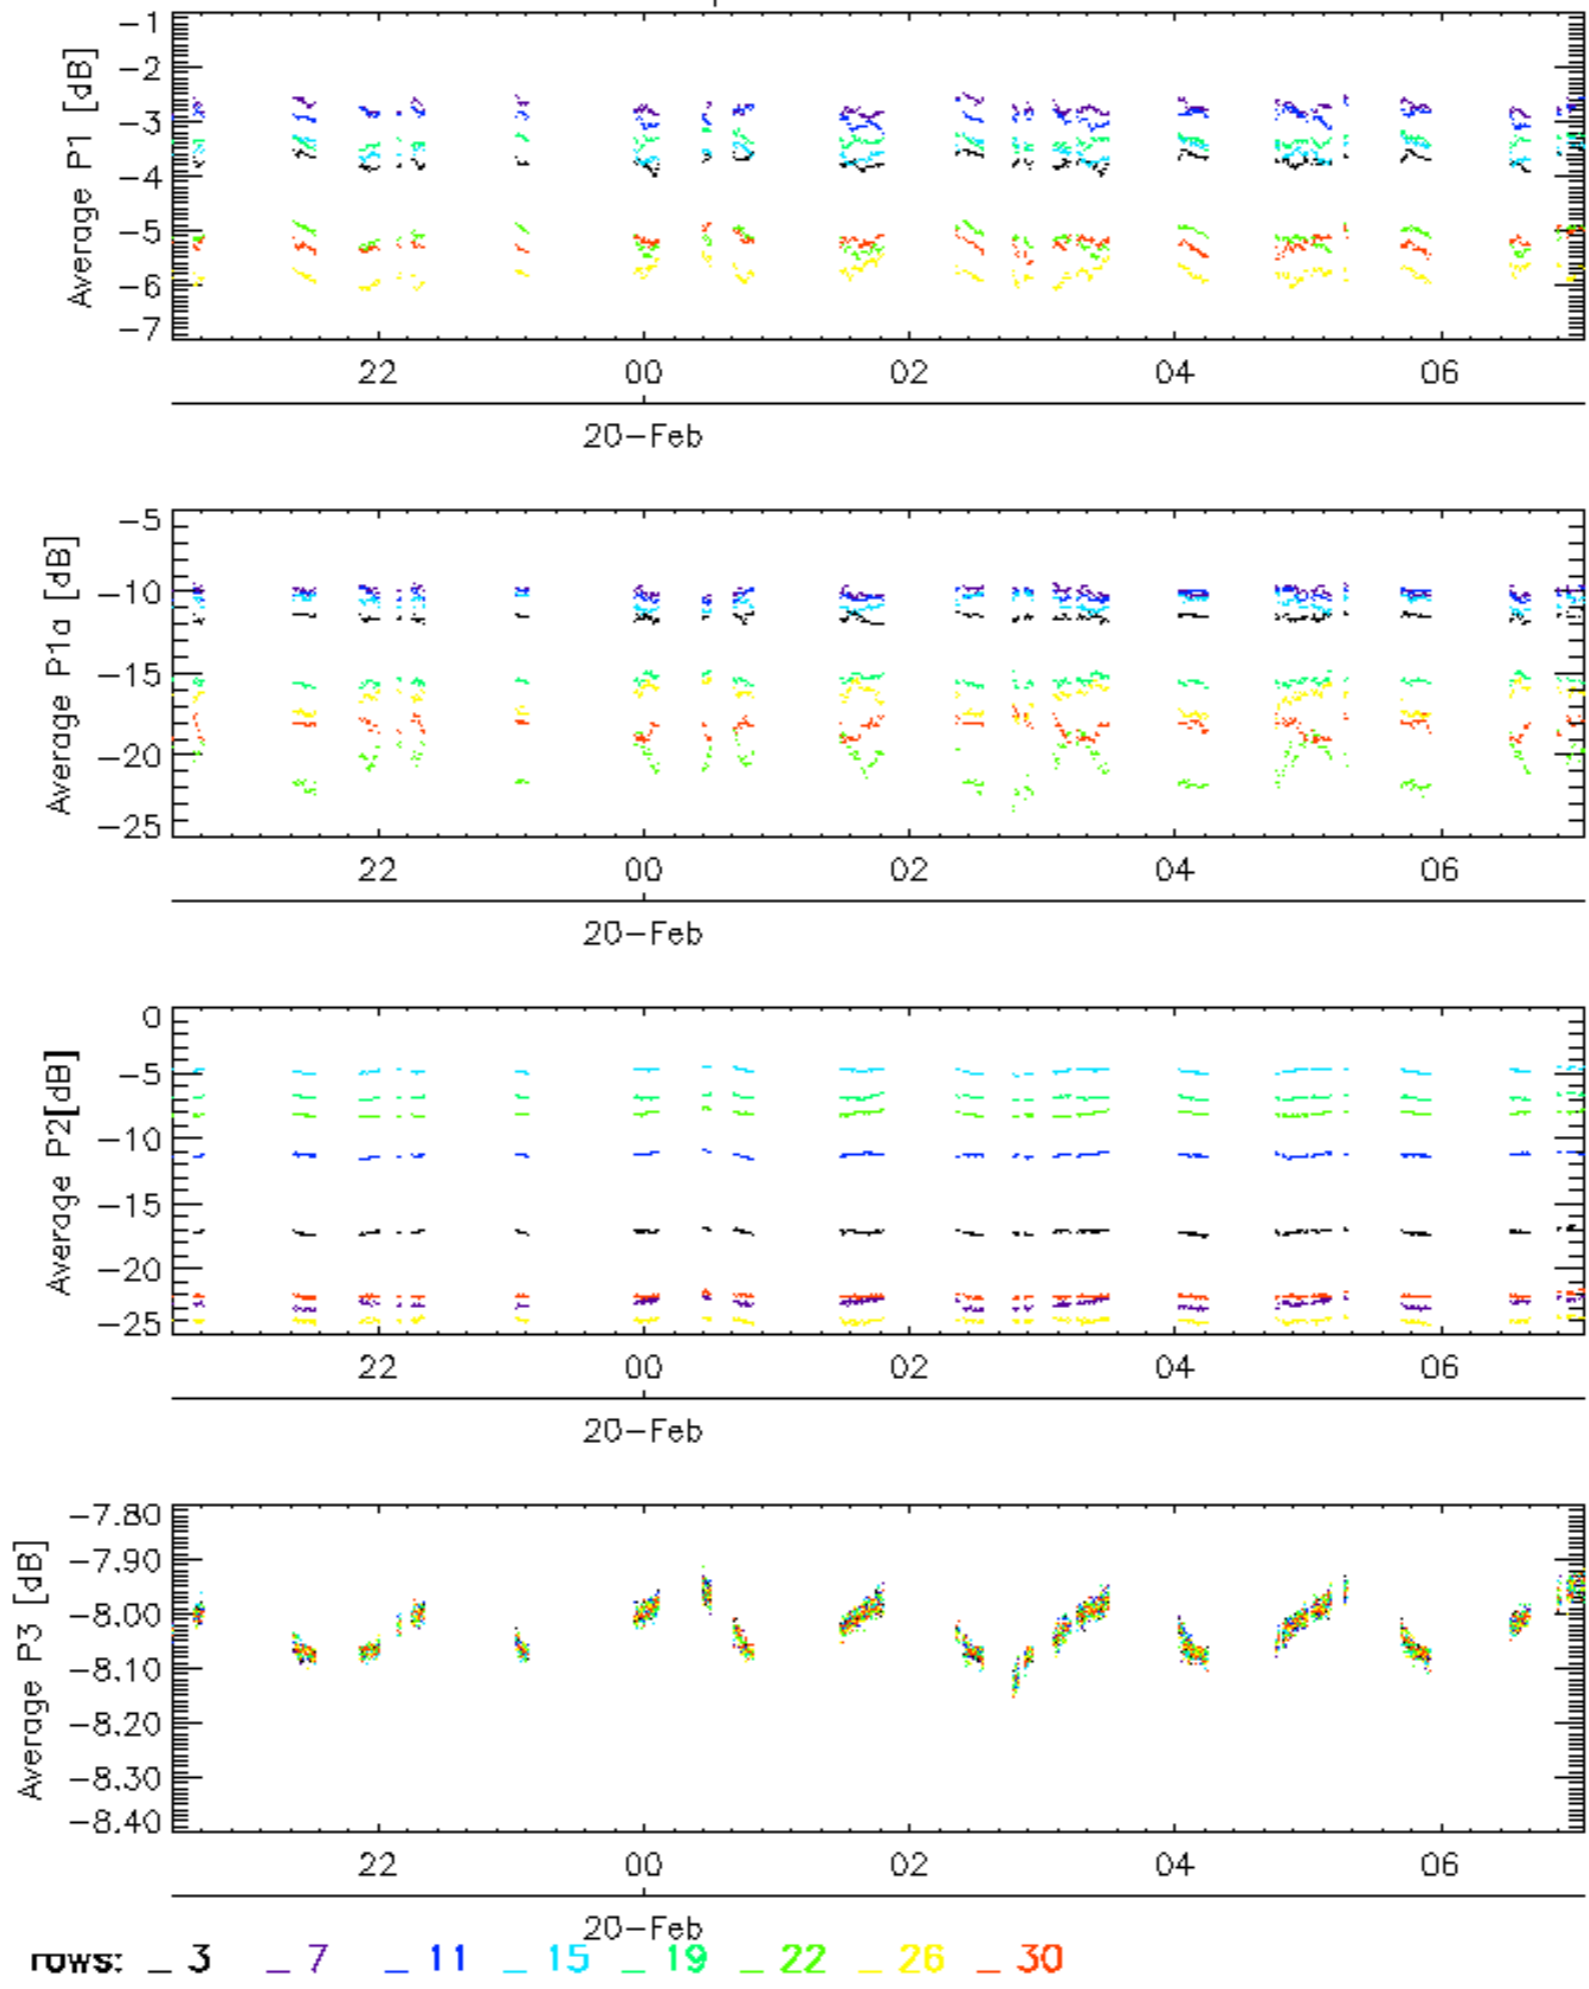 -1
-2
-3
-4
-5
-6
-7
Average P1 [dB]
22 00 02 04 06
20-Feb
-5
-10
-15
-20
-25
Average P1a [dB]
22 00 02 04 06
20-Feb
0
-5
-10
-15
-20
-25
Average P2[dB]
22 00 02 04 06
20-Feb
-7.80
-7.90
-8.00
-8.10
-8.20
-8.30
-8.40
Average P3 [dB]
22 00 02 04 06
20-Feb
rows: _ 3 _ 7 _ 11 _ 15 _ 19 _ 22 _ 26 _ 30